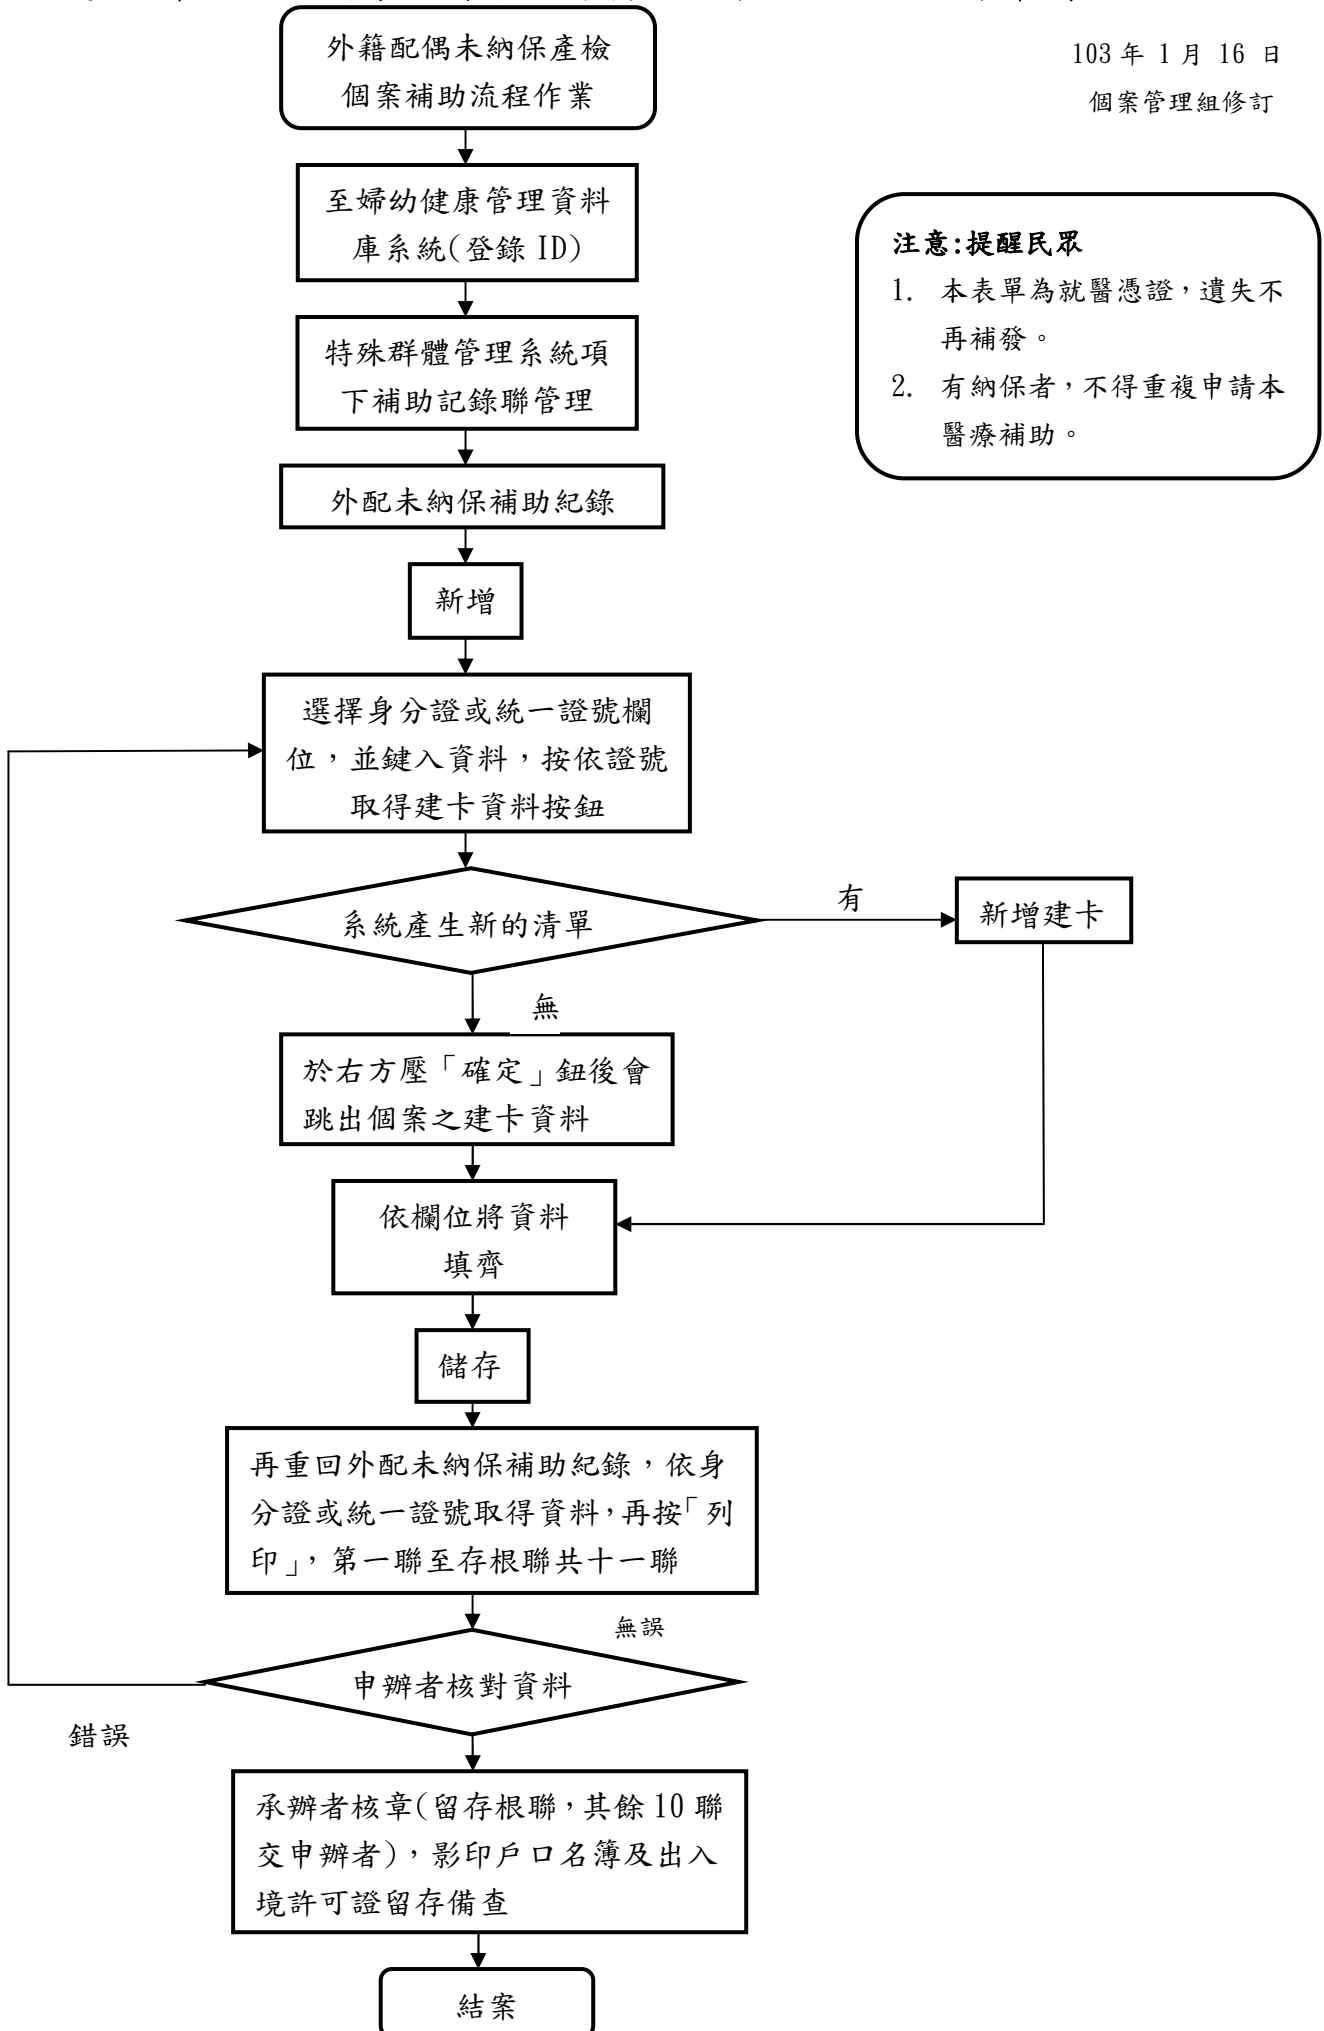 外籍配偶未納保產檢
個案補助流程作業
103 年 1 月 16 日
個案管理組修訂
至婦幼健康管理資料
庫系統(登錄 ID)
注意:提醒民眾
1. 本表單為就醫憑證，遺失不
再補發。
2. 有納保者，不得重複申請本
醫療補助。
特殊群體管理系統項
下補助記錄聯管理
外配未納保補助紀錄
新增
選擇身分證或統一證號欄
位，並鍵入資料，按依證號
取得建卡資料按鈕
系統產生新的清單
有
新增建卡
無
於右方壓「確定」鈕後會
跳出個案之建卡資料
依欄位將資料
填齊
儲存
再重回外配未納保補助紀錄，依身
分證或統一證號取得資料，再按「列
印」，第一聯至存根聯共十一聯
無誤
申辦者核對資料
錯誤
承辦者核章(留存根聯，其餘 10 聯
交申辦者)，影印戶口名簿及出入
境許可證留存備查
結案